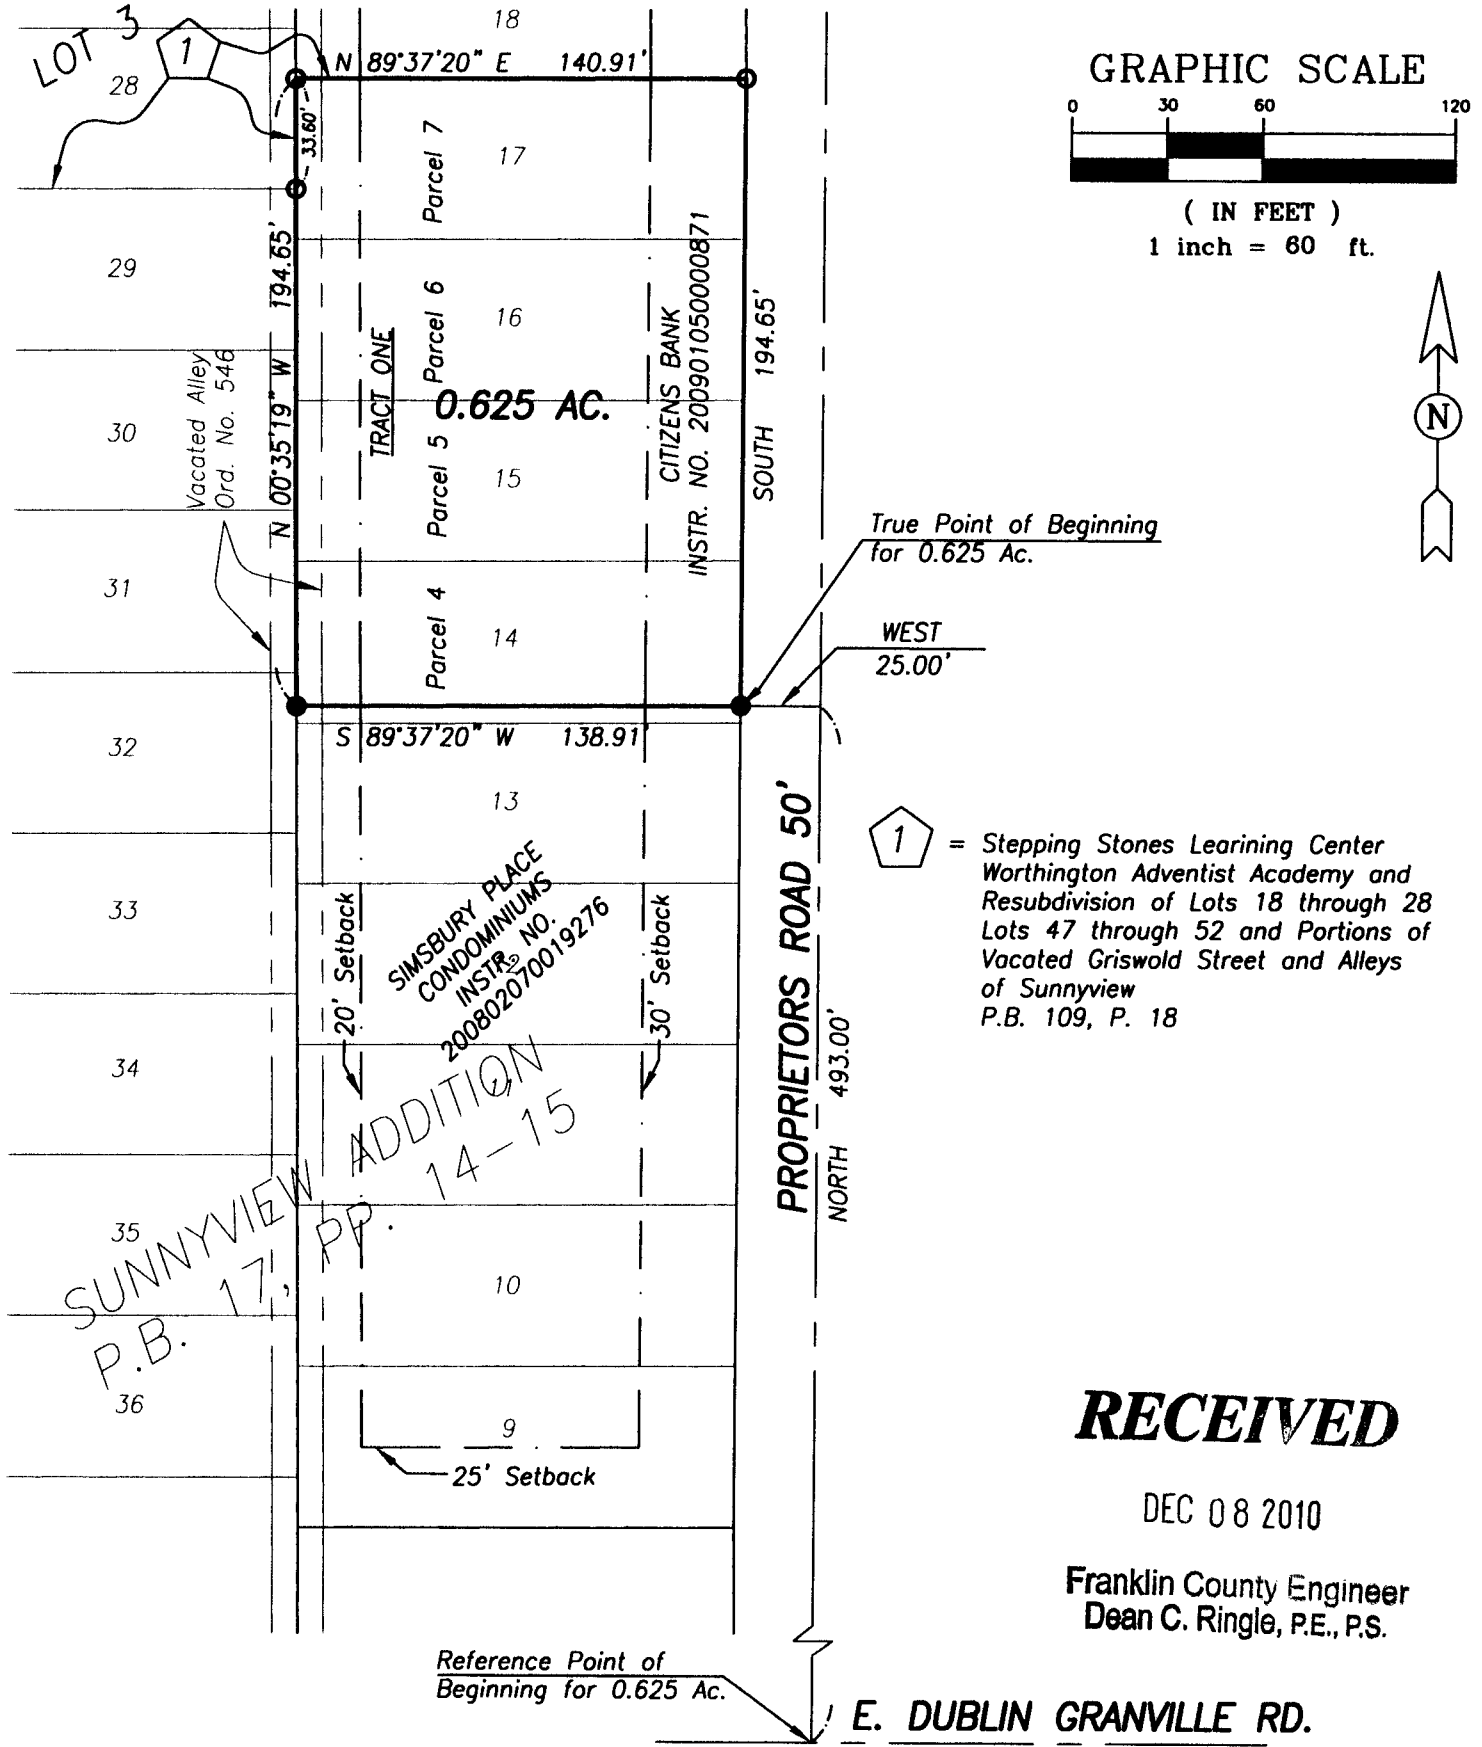 LOT 3
1
18
N 89°37'20" E 140.91'
28
33.60'
Parcel 7
17
29
194.65'
N 00°35'19" W
Parcel 6
16
TRACT ONE
0.625 AC.
CITIZENS BANK
INSTR. NO. 200901050000871
SOUTH 194.65'
Vacated Alley
Ord. No. 546
30
Parcel 5
15
31
Parcel 4
14
True Point of Beginning
for 0.625 Ac.
WEST
25.00'
S 89°37'20" W 138.91'
32
13
33
SIMSBURY PLACE
CONDOMINIUMS
INSTR. NO.
200802070019276
20' Setback
30' Setback
34
SUNNYVIEW ADDITION
P.B. 17, PP. 14-15
35
10
36
9
25' Setback
PROPRIETORS ROAD 50'
NORTH 493.00'
Reference Point of
Beginning for 0.625 Ac.
E. DUBLIN GRANVILLE RD.
GRAPHIC SCALE
0 30 60 120
( IN FEET )
1 inch = 60 ft.
N
1 = Stepping Stones Learining Center
Worthington Adventist Academy and
Resubdivision of Lots 18 through 28
Lots 47 through 52 and Portions of
Vacated Griswold Street and Alleys
of Sunnyview
P.B. 109, P. 18
RECEIVED
DEC 08 2010
Franklin County Engineer
Dean C. Ringle, P.E., P.S.